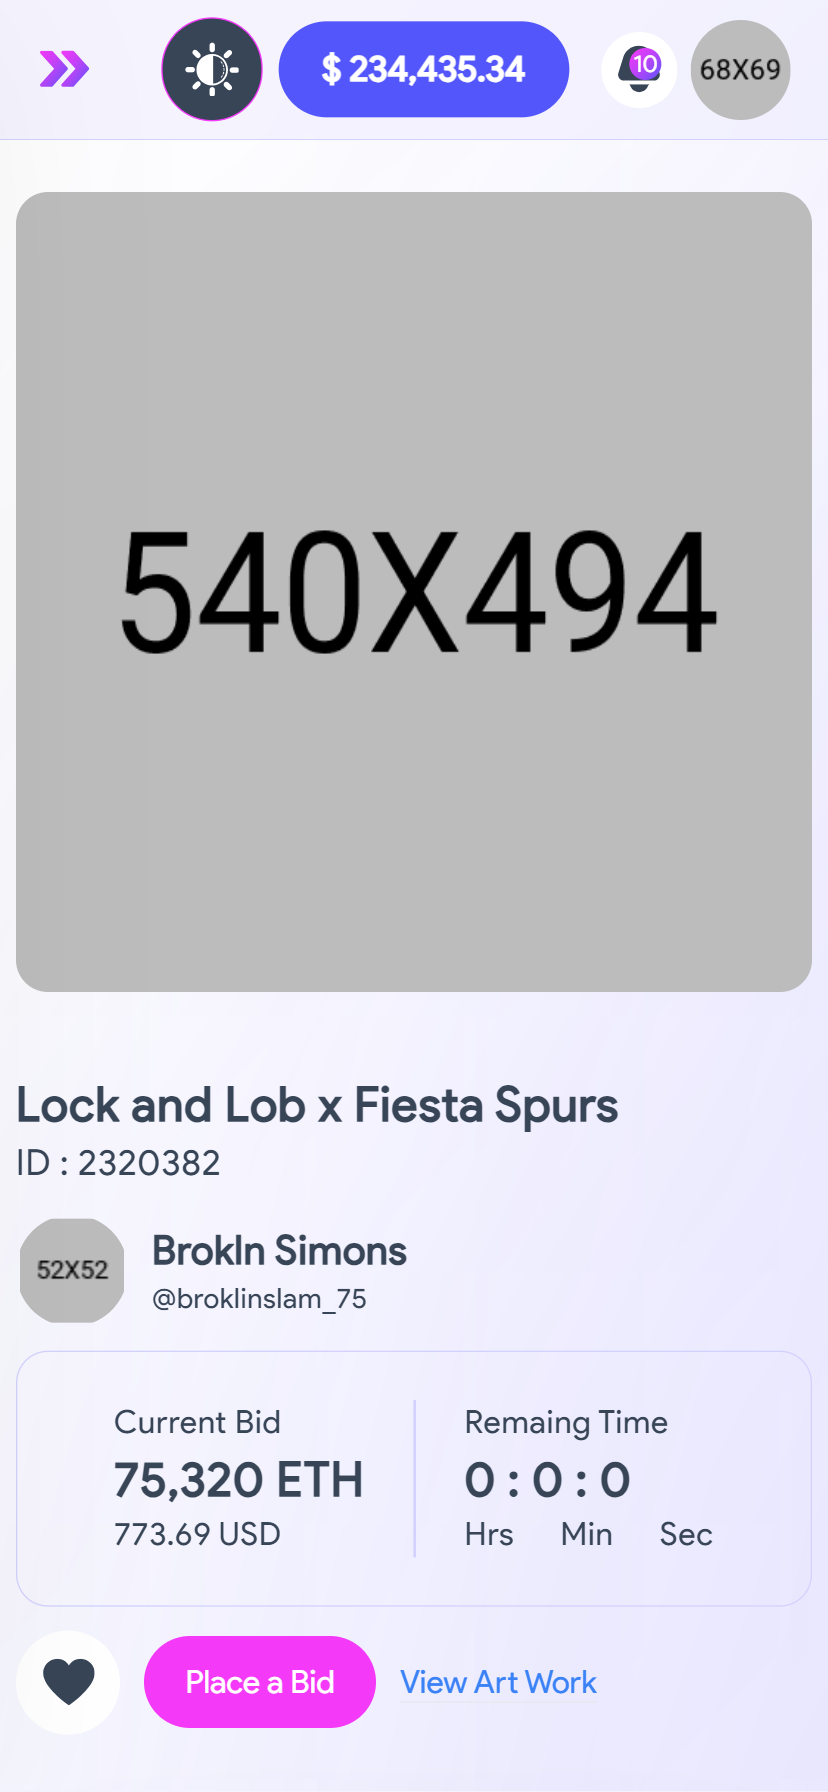 $ 234,435.34
10
68X69
540X494
Lock and Lob x Fiesta Spurs
ID : 2320382
52X52
Brokln Simons
@broklinslam_75
Current Bid
75,320 ETH
773.69 USD
Remaing Time
0 : 0 : 0
Hrs Min Sec
Place a Bid
View Art Work